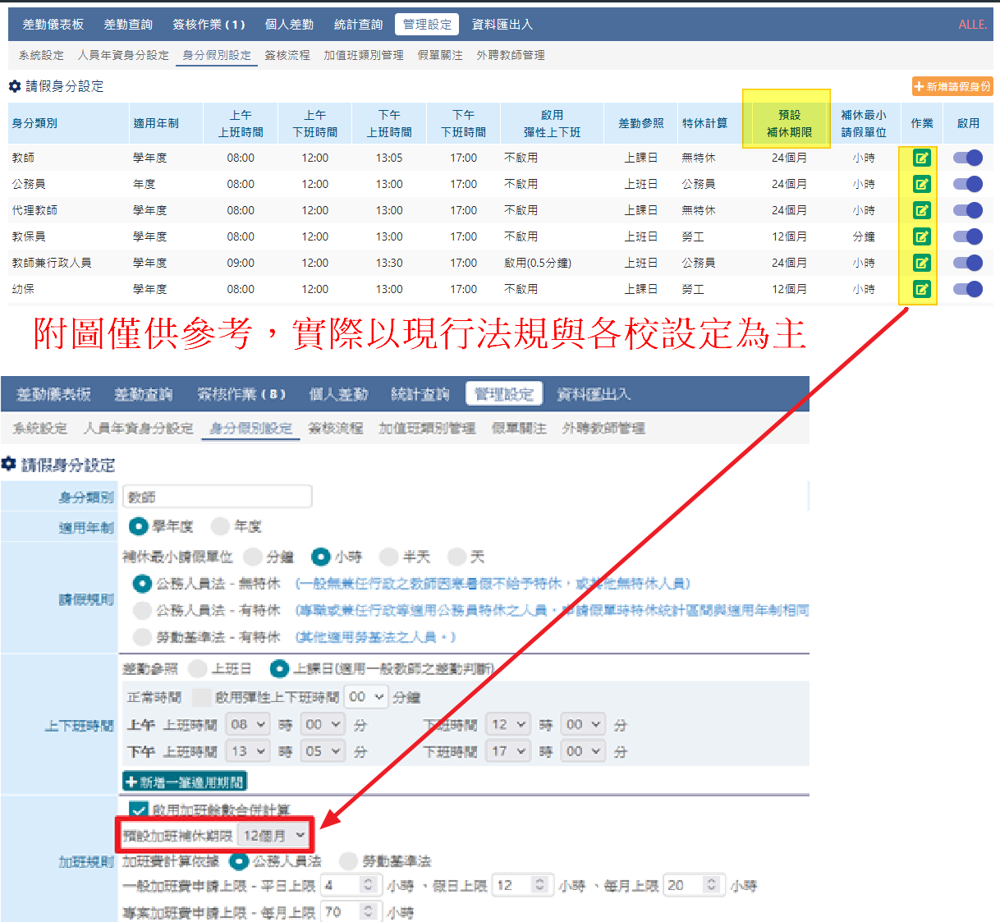 差勤儀表板 差勤查詢 簽核作業 ( 1 ) 個人差勤 統計查詢 管理設定 資料匯出入 ALLE.
系統設定 人員年資身分設定 身分假別設定 簽核流程 加值班類別管理 假單關注 外聘教師管理
請假身分設定 新增請假身份
身分類別 適用年制 上午 上班時間 上午 下班時間 下午 上班時間 下午 下班時間 啟用 彈性上下班 差勤參照 特休計算 預設 補休期限 補休最小 請假單位 作業 啟用
教師 學年度 08:00 12:00 13:05 17:00 不啟用 上課日 無特休 24個月 小時
公務員 年度 08:00 12:00 13:00 17:00 不啟用 上班日 公務員 24個月 小時
代理教師 學年度 08:00 12:00 13:00 17:00 不啟用 上課日 無特休 24個月 小時
教保員 學年度 08:00 12:00 13:00 17:00 不啟用 上班日 勞工 12個月 分鐘
教師兼行政人員 學年度 09:00 12:00 13:30 17:00 啟用(0.5分鐘) 上班日 公務員 24個月 小時
幼保 學年度 08:00 12:00 13:00 17:00 不啟用 上課日 勞工 12個月 小時
附圖僅供參考，實際以現行法規與各校設定為主
差勤儀表板 差勤查詢 簽核作業 ( 8 ) 個人差勤 統計查詢 管理設定 資料匯出入
系統設定 人員年資身分設定 身分假別設定 簽核流程 加值班類別管理 假單關注 外聘教師管理
請假身分設定
身分類別 教師
適用年制 學年度 年度
補休最小請假單位 分鐘 小時 半天 天
請假規則 公務人員法 - 無特休 (一般無兼任行政之教師因寒暑假不給予特休，或其他無特休人員)
公務人員法 - 有特休 (專職或兼任行政等適用公務員特休之人員。申請假單時特休統計區間與適用年制相同
勞動基準法 - 有特休 (其他適用勞基法之人員。)
差勤參照 上班日 上課日(適用一般教師之差勤判斷)
正常時間 啟用彈性上下班時間 00 分鐘
上下班時間 上午 上班時間 08 時 00 分 下班時間 12 時 00 分
下午 上班時間 13 時 05 分 下班時間 17 時 00 分
新增一筆適用期間
啟用加班餘數合併計算
預設加班補休期限 12個月
加班規則 加班費計算依據 公務人員法 勞動基準法
一般加班費申請上限 - 平日上限 4 小時 、假日上限 12 小時 、每月上限 20 小時
專案加班費申請上限 - 每月上限 70 小時